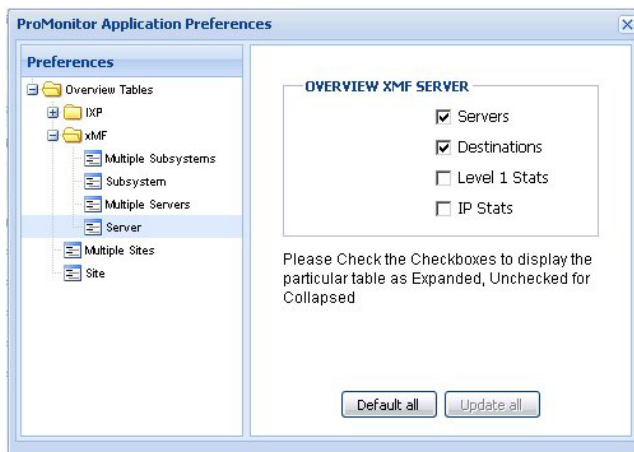 ProMonitor Application Preferences
Preferences
Overview Tables
IXP
xMF
Multiple Subsystems
Subsystem
Multiple Servers
Server
Multiple Sites
Site
OVERVIEW XMF SERVER
Servers
Destinations
Level 1 Stats
IP Stats
Please Check the Checkboxes to display the
particular table as Expanded, Unchecked for
Collapsed
Default all
Update all